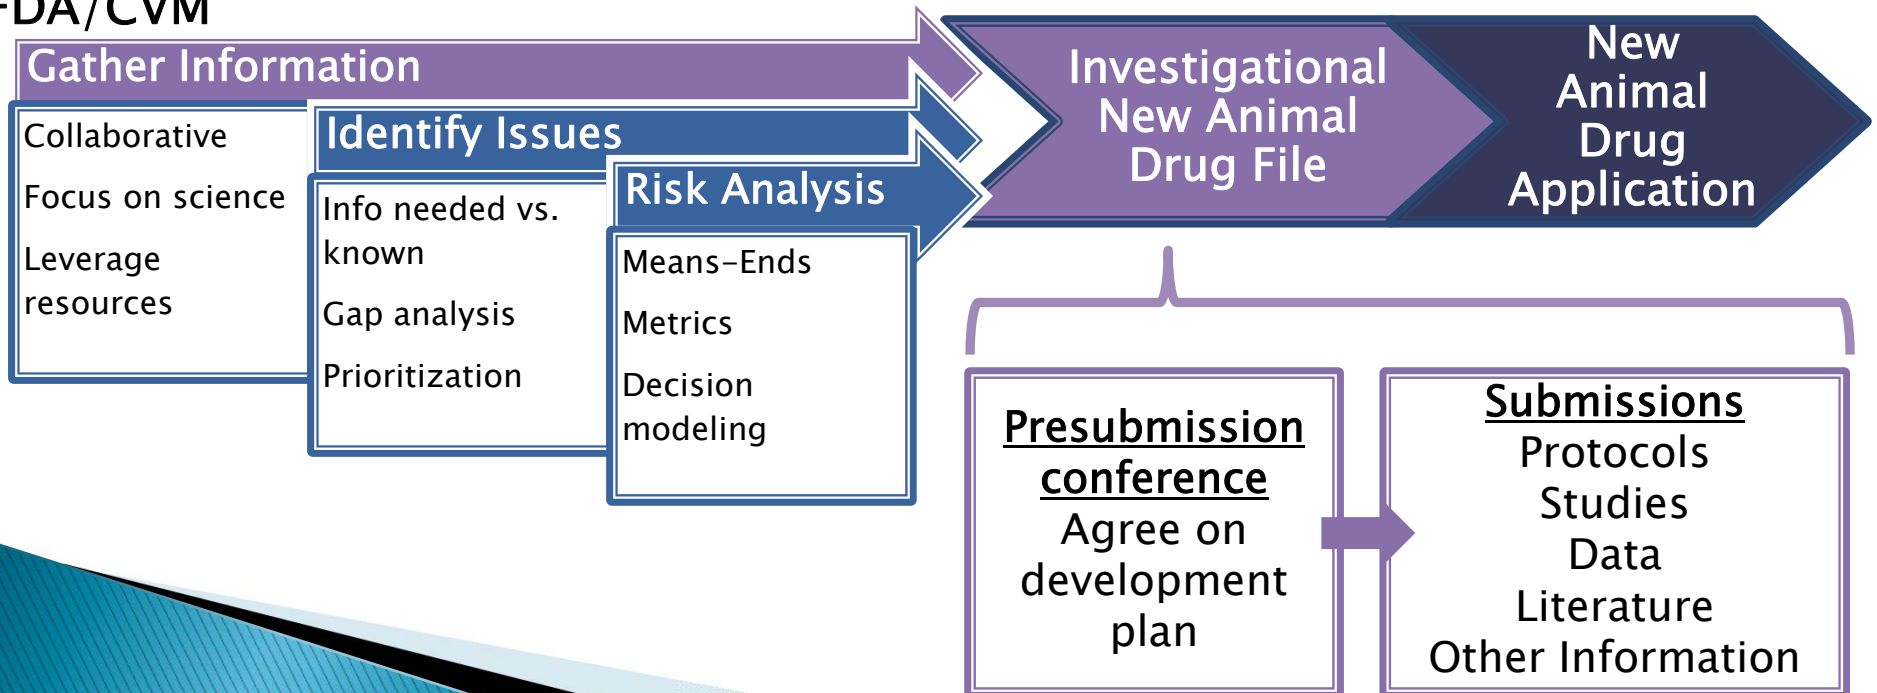 FDA/CVM
Gather Information
Collaborative
Focus on science
Leverage
resources
Identify Issues
Info needed vs.
known
Gap analysis
Prioritization
Risk Analysis
Means-Ends
Metrics
Decision
modeling
Investigational
New Animal
Drug File
New
Animal
Drug
Application
Presubmission
conference
Agree on
development
plan
Submissions
Protocols
Studies
Data
Literature
Other Information